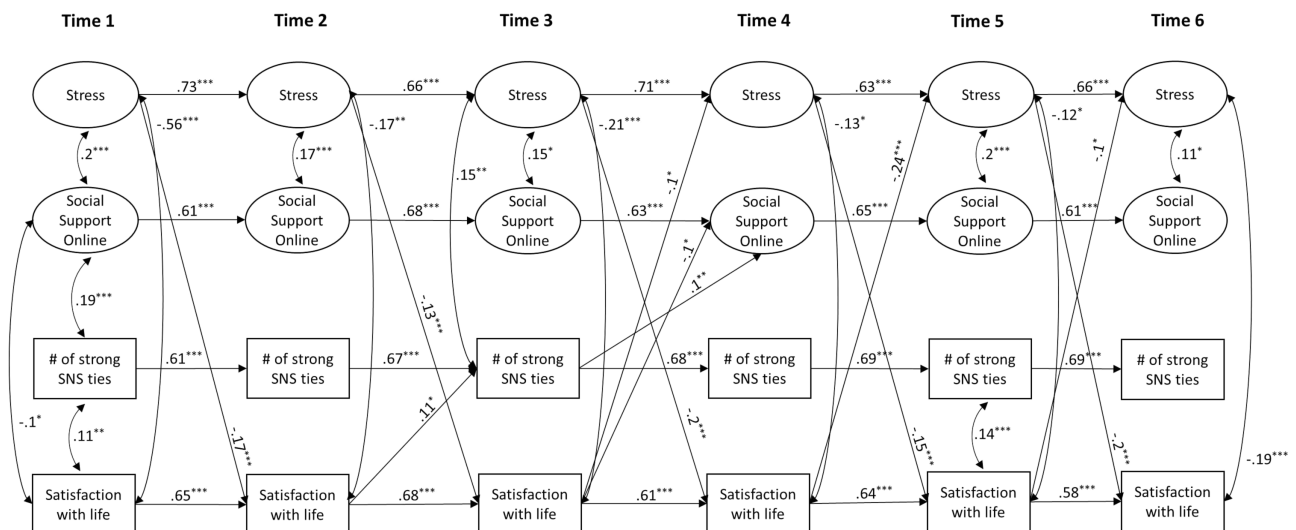 Time 1 Time 2 Time 3 Time 4 Time 5 Time 6
Stress Stress Stress Stress Stress Stress
.73*** .66*** .71*** .63*** .66***
-.56*** -.17** -.21*** -.13* -.12*
.2*** .17*** .15* .2*** .11*
.15** -.1* -.24*** -.1*
Social Social Social Social Social Social
Support Support Support Support Support Support
Online Online Online Online Online Online
.61*** .68*** .63*** .65*** .61***
-.1* .1**
.19*** -.13***
# of strong # of strong # of strong # of strong # of strong # of strong
SNS ties SNS ties SNS ties SNS ties SNS ties SNS ties
.61*** .67*** .68*** .69*** .69***
-.1* .11** -.17*** .11* -.2*** -.15*** .14*** -.2*** -.19***
Satisfaction Satisfaction Satisfaction Satisfaction Satisfaction Satisfaction
with life with life with life with life with life with life
.65*** .68*** .61*** .64*** .58***